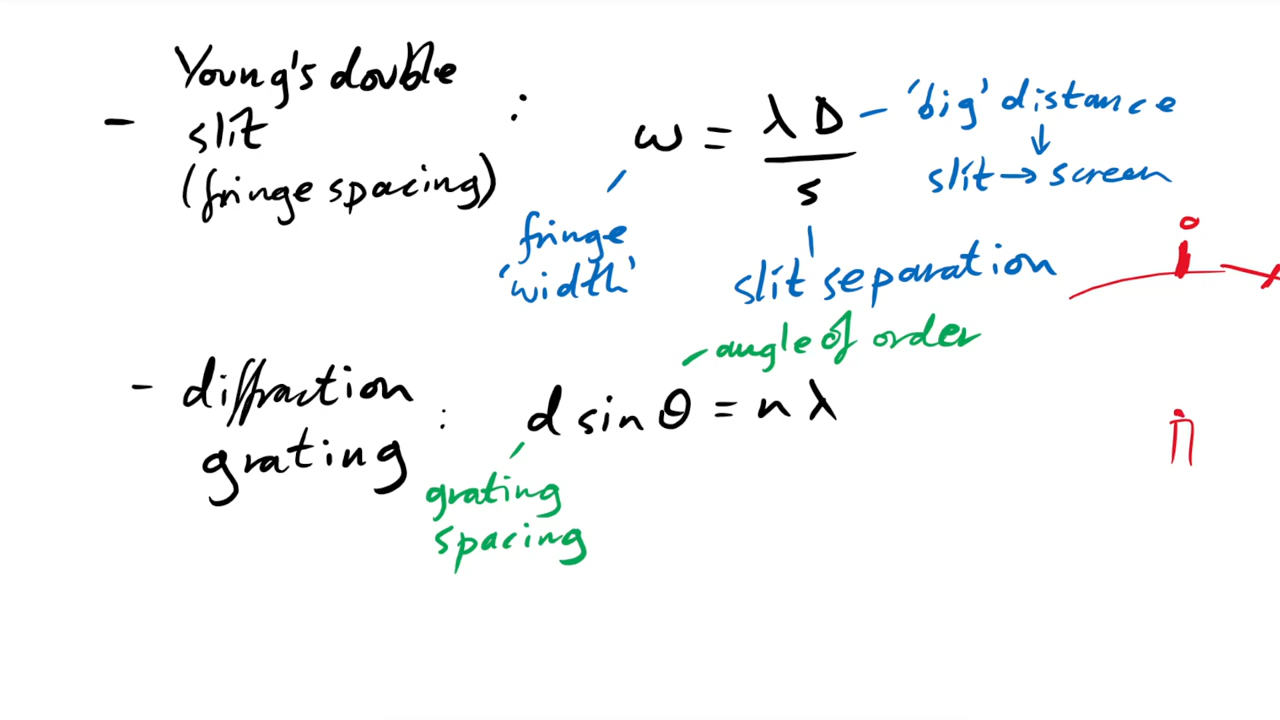 - Young's double
slit
(fringe spacing) :
w = λD / s
- 'big' distance
↓
slit → screen
fringe
'width'
slit separation
- diffraction
grating :
d sin θ = n λ
angle of order
grating
spacing